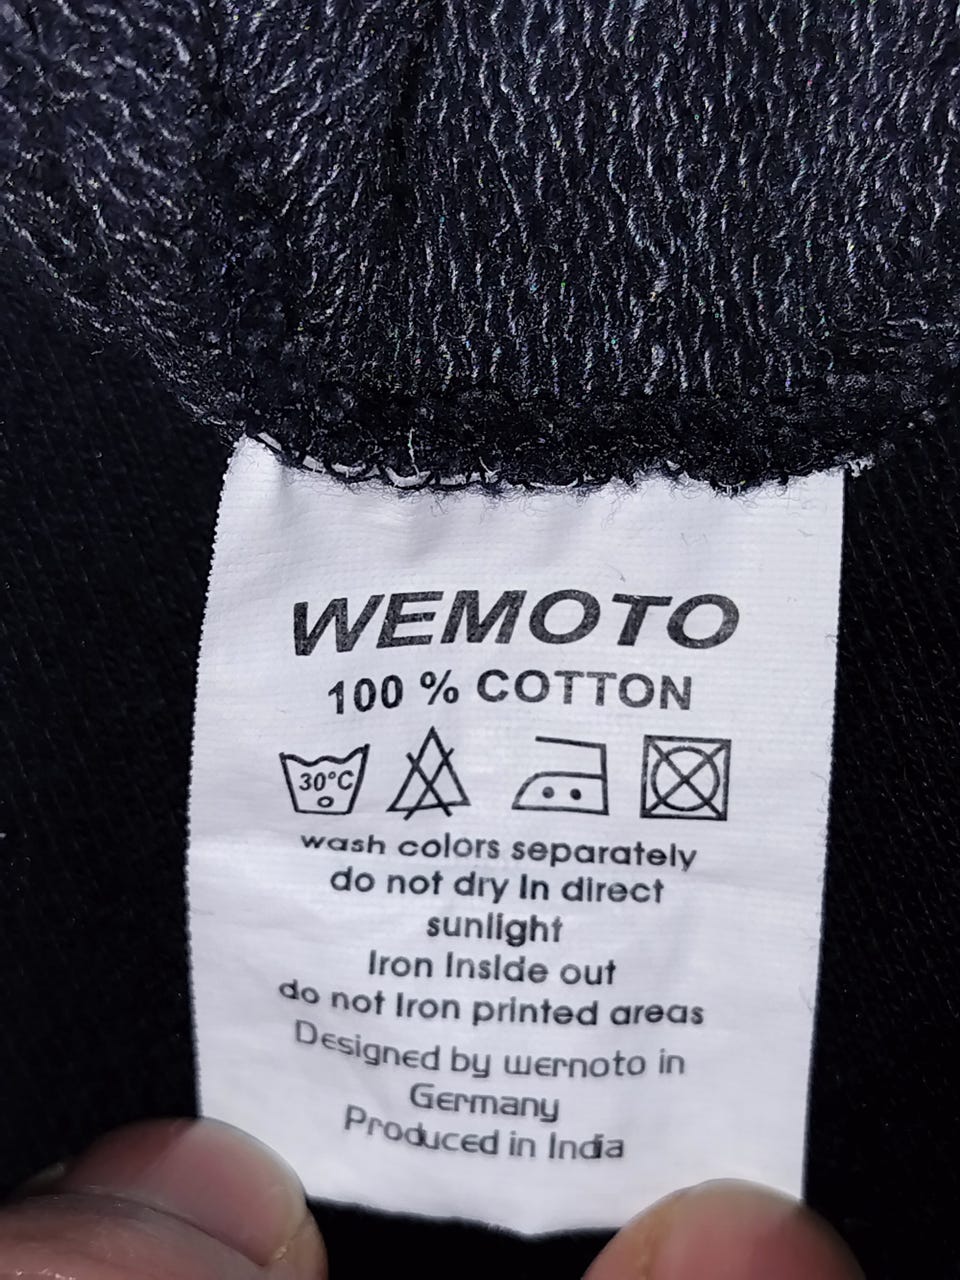 WEMOTO
100 % COTTON
30°C
wash colors separately
do not dry In direct
sunlight
Iron InsIde out
do not Iron printed areas
Designed by wernoto in
Germany
Produced in India